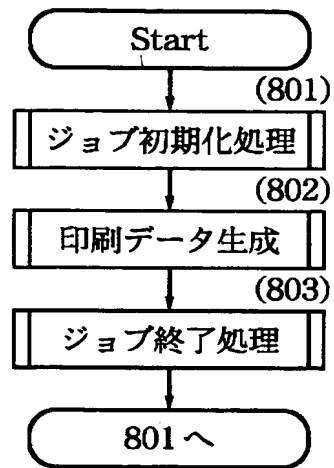 Start
(801)
ジョブ初期化処理
(802)
印刷データ生成
(803)
ジョブ終了処理
801へ